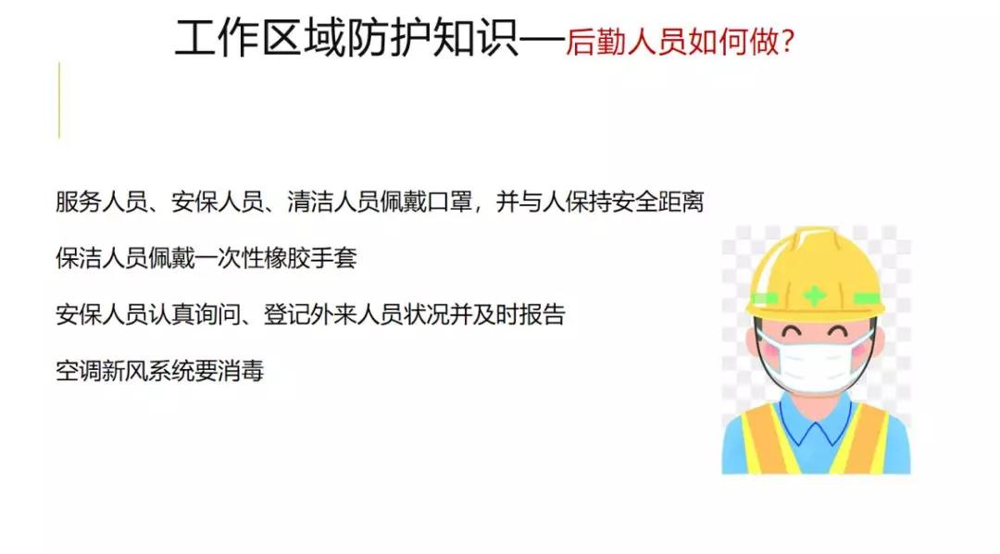 工作区域防护知识—后勤人员如何做？
服务人员、安保人员、清洁人员佩戴口罩，并与人保持安全距离
保洁人员佩戴一次性橡胶手套
安保人员认真询问、登记外来人员状况并及时报告
空调新风系统要消毒